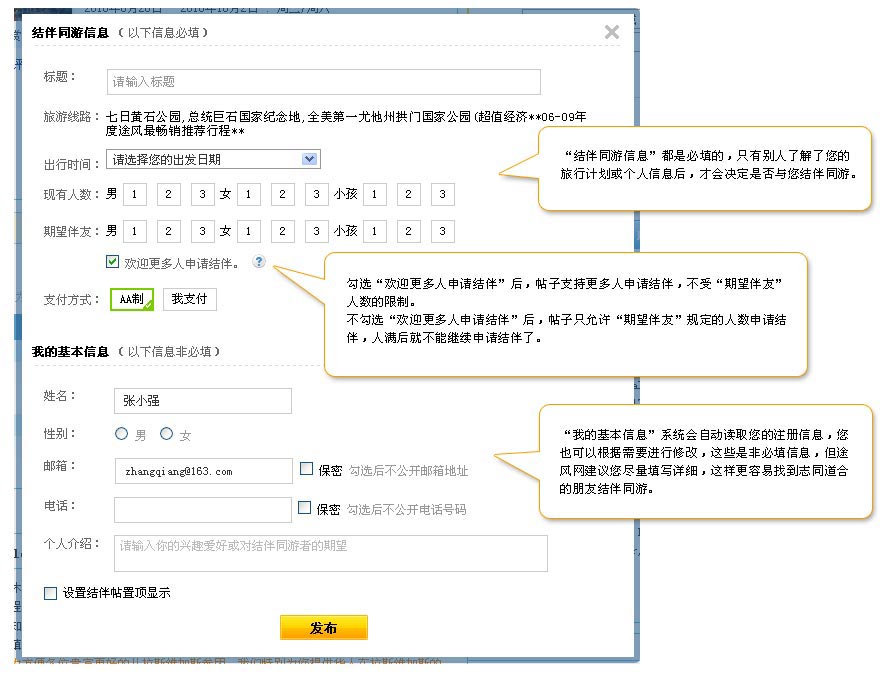 结伴同游信息 （以下信息必填）
标题：
请输入标题
旅游线路：七日黄石公园,总统巨石国家纪念地,全美第一尤他州拱门国家公园(超值经济**06-09年
度途风最畅销推荐行程**
出行时间：请选择您的出发日期
现有人数：男 1 2 3 女 1 2 3 小孩 1 2 3
期望伴友：男 1 2 3 女 1 2 3 小孩 1 2 3
欢迎更多人申请结伴。 ?
支付方式：AA制 我支付
“结伴同游信息”都是必填的，只有别人了解了您的
旅行计划或个人信息后，才会决定是否与您结伴同游。
勾选“欢迎更多人申请结伴”后，帖子支持更多人申请结伴，不受“期望伴友”
人数的限制。
不勾选“欢迎更多人申请结伴”后，帖子只允许“期望伴友”规定的人数申请结
伴，人满后就不能继续申请结伴了。
我的基本信息 （以下信息非必填）
姓名：张小强
性别：男 女
邮箱：zhangqiang@163.com 保密 勾选后不公开邮箱地址
电话： 保密 勾选后不公开电话号码
个人介绍：请输入你的兴趣爱好或对结伴同游者的期望
设置结伴帖置顶显示
发布
“我的基本信息”系统会自动读取您的注册信息，您
也可以根据需要进行修改，这些是非必填信息，但途
风网建议您尽量填写详细，这样更容易找到志同道合
的朋友结伴同游。